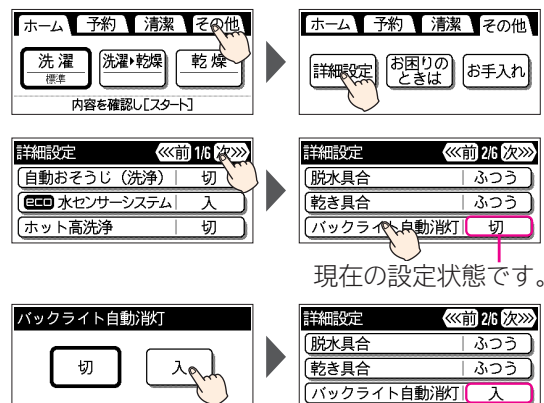 ホーム 予約 清潔 その他
洗濯 標準 洗濯▶乾燥 乾燥
内容を確認し[スタート]
ホーム 予約 清潔 その他
詳細設定 お困りのときは お手入れ
詳細設定 ⋘前 1/6 次⋙
自動おそうじ（洗浄） 切
eco 水センサーシステム 入
ホット高洗浄 切
詳細設定 ⋘前 2/6 次⋙
脱水具合 ふつう
乾き具合 ふつう
バックライト自動消灯 切
現在の設定状態です。
バックライト自動消灯
切 入
詳細設定 ⋘前 2/6 次⋙
脱水具合 ふつう
乾き具合 ふつう
バックライト自動消灯 入